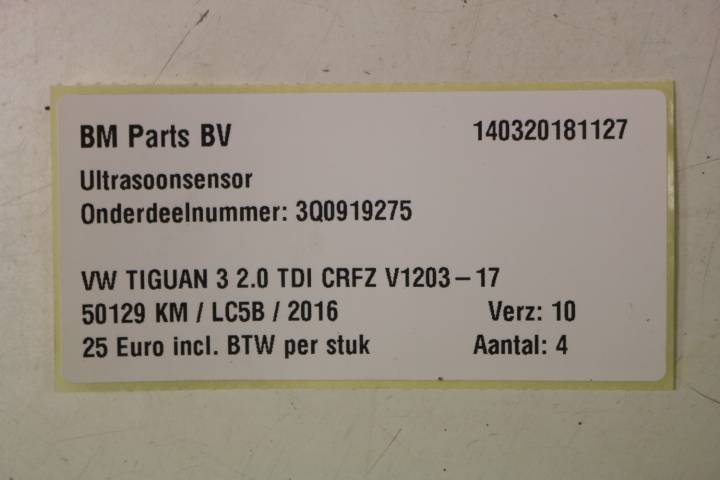 BM Parts BV 140320181127
Ultrasoonsensor
Onderdeelnummer: 3Q0919275
VW TIGUAN 3 2.0 TDI CRFZ V1203-17
50129 KM / LC5B / 2016 Verz: 10
25 Euro incl. BTW per stuk Aantal: 4